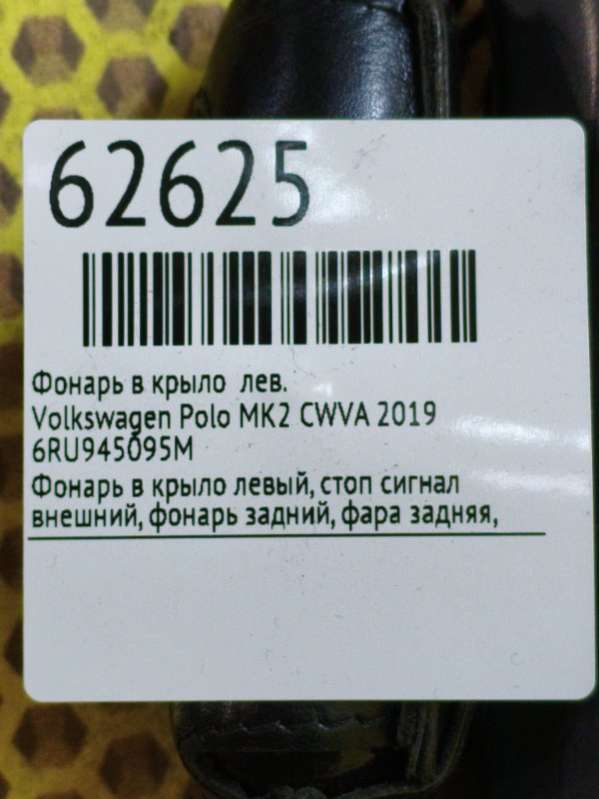 62625
Фонарь в крыло лев.
Volkswagen Polo MK2 CWVA 2019
6RU945095M
Фонарь в крыло левый, стоп сигнал
внешний, фонарь задний, фара задняя,